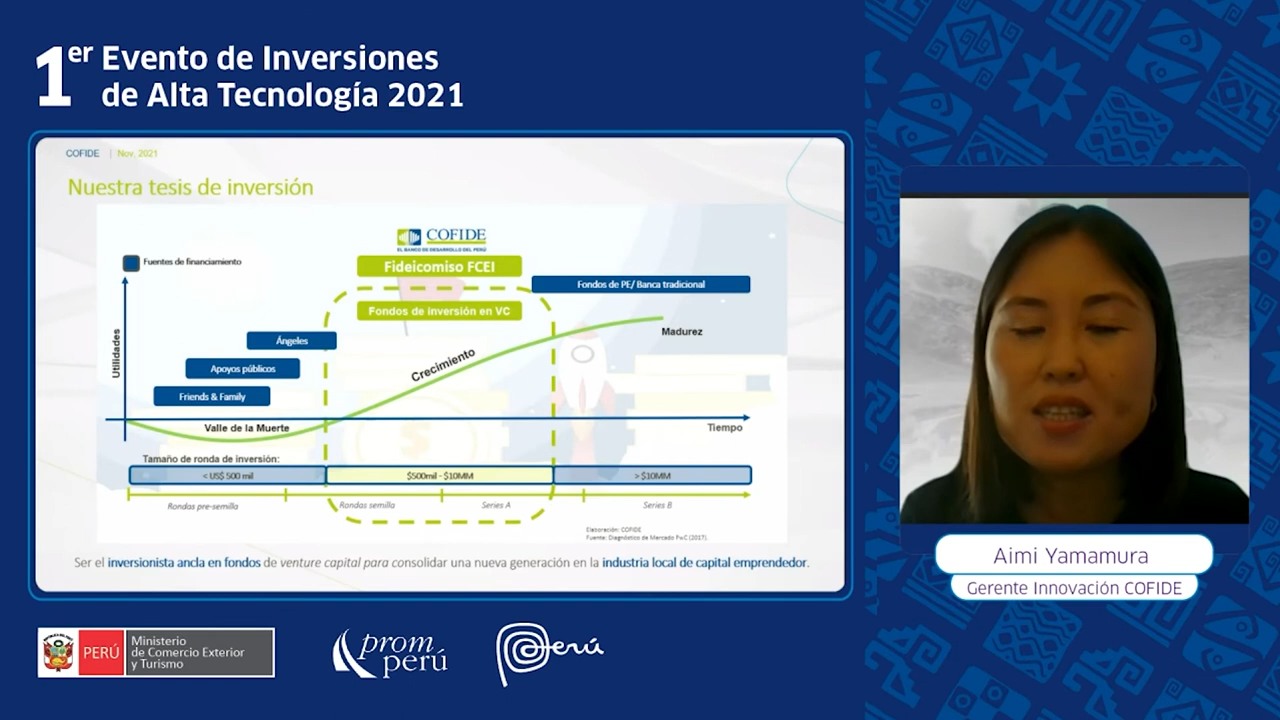 1er Evento de Inversiones
de Alta Tecnología 2021
COFIDE | Nov. 2021
Nuestra tesis de inversión
COFIDE
EL BANCO DE DESARROLLO DEL PERÚ
Fuentes de financiamiento
Fideicomiso FCEI
Fondos de PE/ Banca tradicional
Fondos de inversión en VC
Utilidades
Ángeles
Apoyos públicos
Friends & Family
Crecimiento
Madurez
Valle de la Muerte
Tiempo
Tamaño de ronda de inversión:
< US$ 500 mil
$500mil - $10MM
> $10MM
Rondas pre-semilla
Rondas semilla
Series A
Series B
Elaboración: COFIDE
Fuente: Diagnóstico de Mercado PwC (2017).
Ser el inversionista ancla en fondos de venture capital para consolidar una nueva generación en la industria local de capital emprendedor.
Aimi Yamamura
Gerente Innovación COFIDE
PERÚ
Ministerio
de Comercio Exterior
y Turismo
prom
perú
Perú